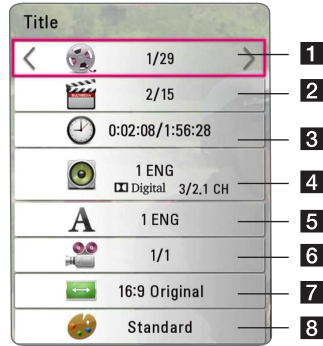 Title
1/29
1
2/15
2
0:02:08/1:56:28
3
1 ENG
Digital 3/2.1 CH
4
A
1 ENG
5
1/1
6
16:9 Original
7
Standard
8